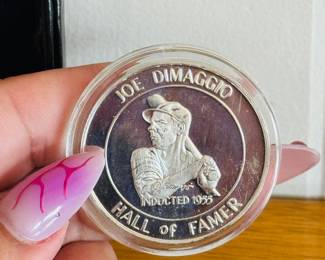 JOE DIMAGGIO
INDUCTED 1955
HALL of FAMER